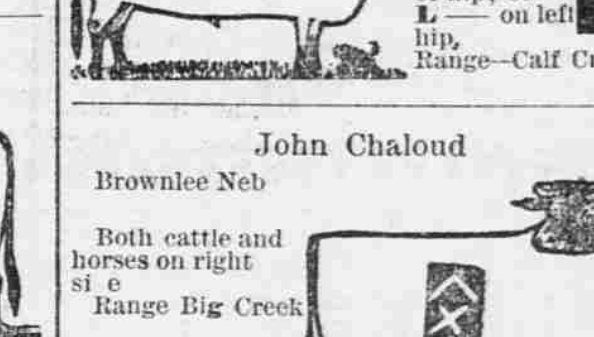 L — on left
hip,
Range—Calf
John Chaloud
Brownlee Neb
Both cattle and
horses on right
si e
Range Big Creek